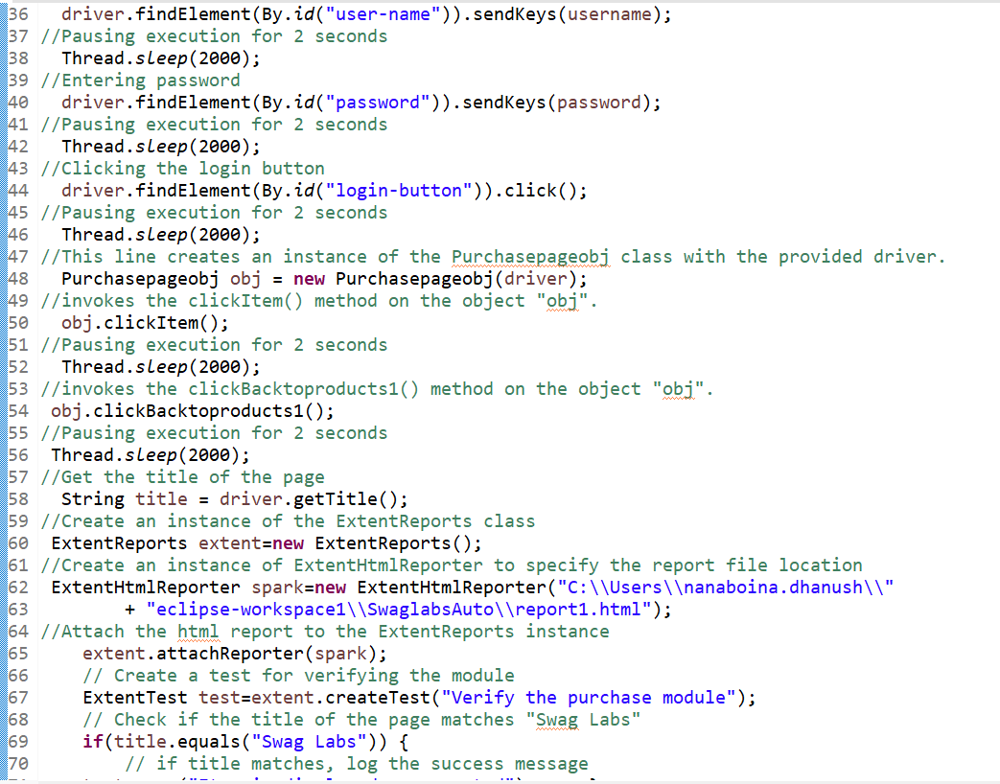 36 driver.findElement(By.id("user-name")).sendKeys(username);
37 //Pausing execution for 2 seconds
38 Thread.sleep(2000);
39 //Entering password
40 driver.findElement(By.id("password")).sendKeys(password);
41 //Pausing execution for 2 seconds
42 Thread.sleep(2000);
43 //Clicking the login button
44 driver.findElement(By.id("login-button")).click();
45 //Pausing execution for 2 seconds
46 Thread.sleep(2000);
47 //This line creates an instance of the Purchasepageobj class with the provided driver.
48 Purchasepageobj obj = new Purchasepageobj(driver);
49 //invokes the clickItem() method on the object "obj".
50 obj.clickItem();
51 //Pausing execution for 2 seconds
52 Thread.sleep(2000);
53 //invokes the clickBacktoproducts1() method on the object "obj".
54 obj.clickBacktoproducts1();
55 //Pausing execution for 2 seconds
56 Thread.sleep(2000);
57 //Get the title of the page
58 String title = driver.getTitle();
59 //Create an instance of the ExtentReports class
60 ExtentReports extent=new ExtentReports();
61 //Create an instance of ExtentHtmlReporter to specify the report file location
62 ExtentHtmlReporter spark=new ExtentHtmlReporter("C:\\Users\\nanaboina.dhanush\\"
63 + "eclipse-workspace1\\SwaglabsAuto\\report1.html");
64 //Attach the html report to the ExtentReports instance
65 extent.attachReporter(spark);
66 // Create a test for verifying the module
67 ExtentTest test=extent.createTest("Verify the purchase module");
68 // Check if the title of the page matches "Swag Labs"
69 if(title.equals("Swag Labs")) {
70 // if title matches, log the success message